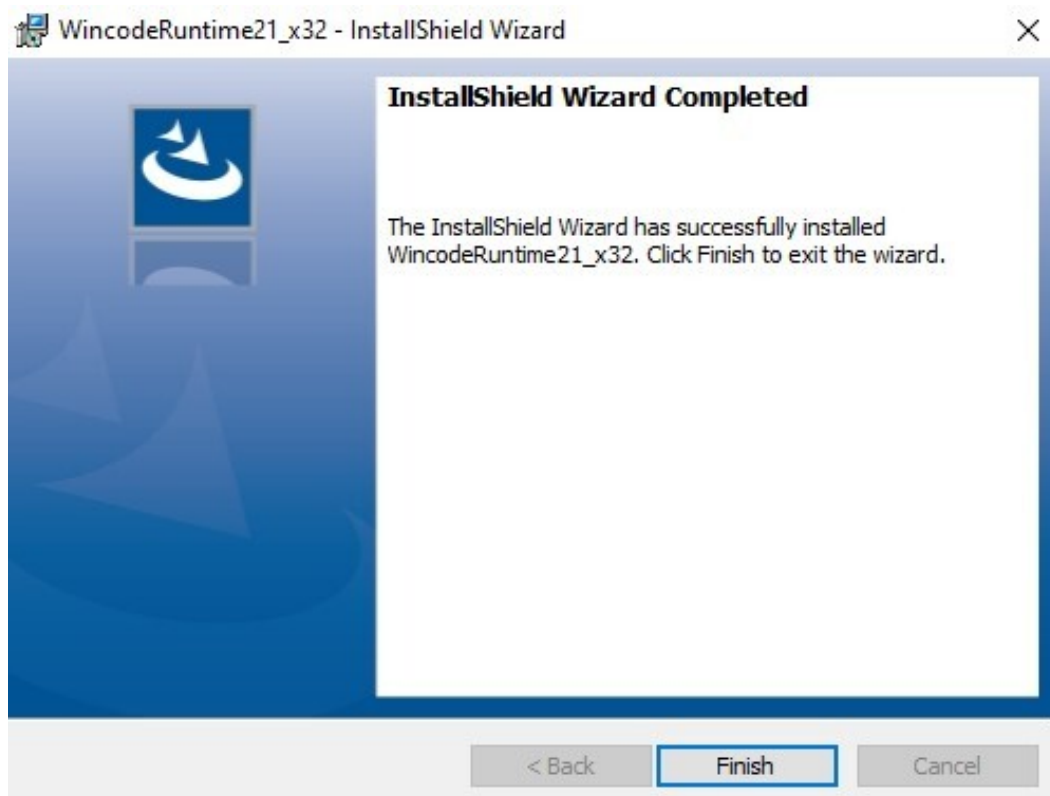 WincodeRuntime21_x32 - InstallShield Wizard
InstallShield Wizard Completed
The InstallShield Wizard has successfully installed
WincodeRuntime21_x32. Click Finish to exit the wizard.
< Back
Finish
Cancel